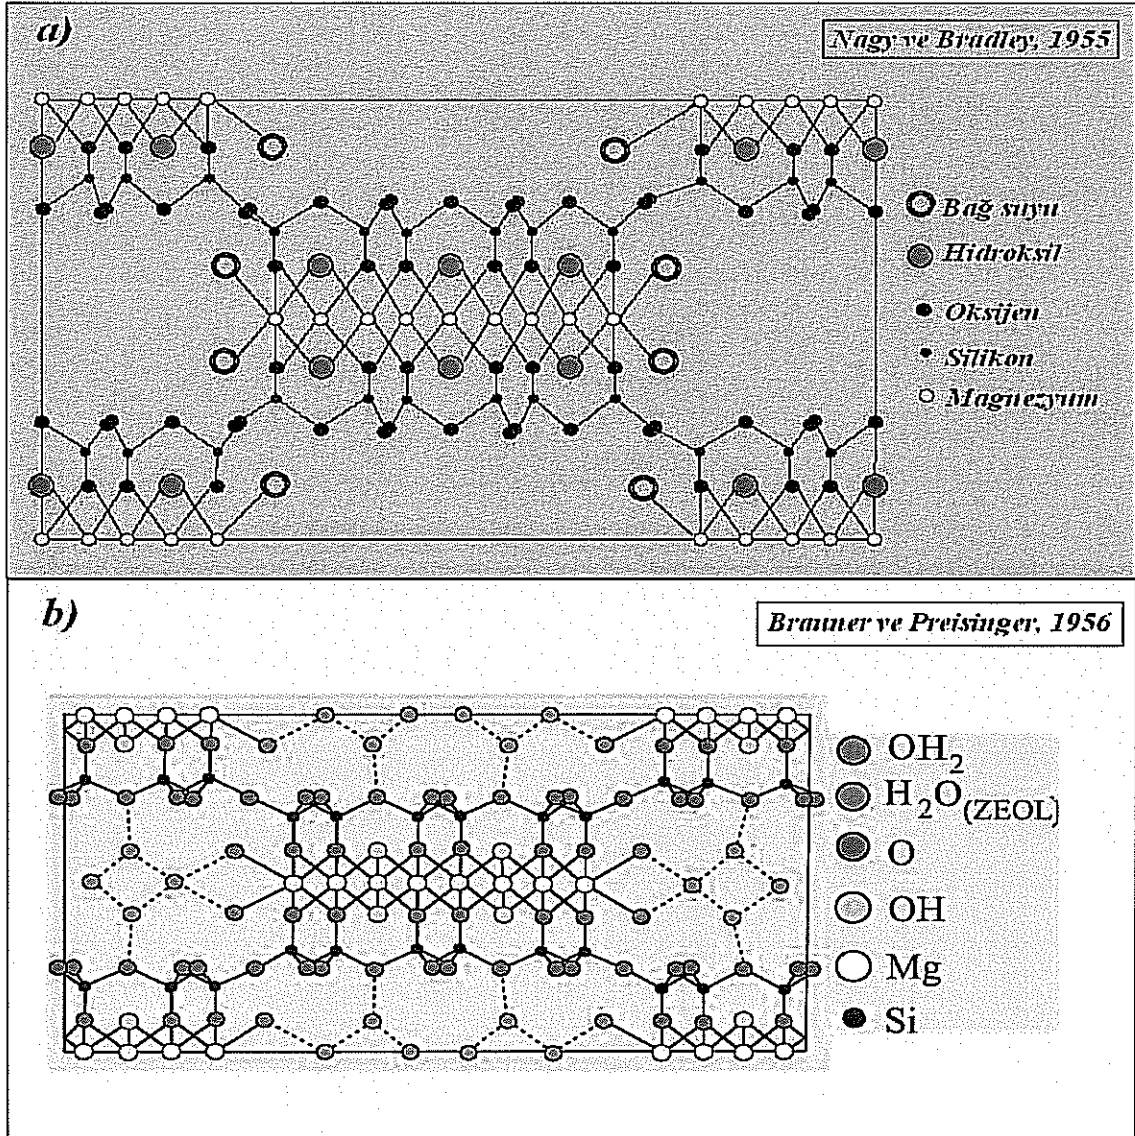 a)
Nagy ve Bradley, 1955
Bağ suyu
Hidroksil
Oksijen
Silikon
Magnezyum
b)
Brauner ve Preisinger, 1956
OH2
H2O(ZEOL)
O
OH
Mg
Si